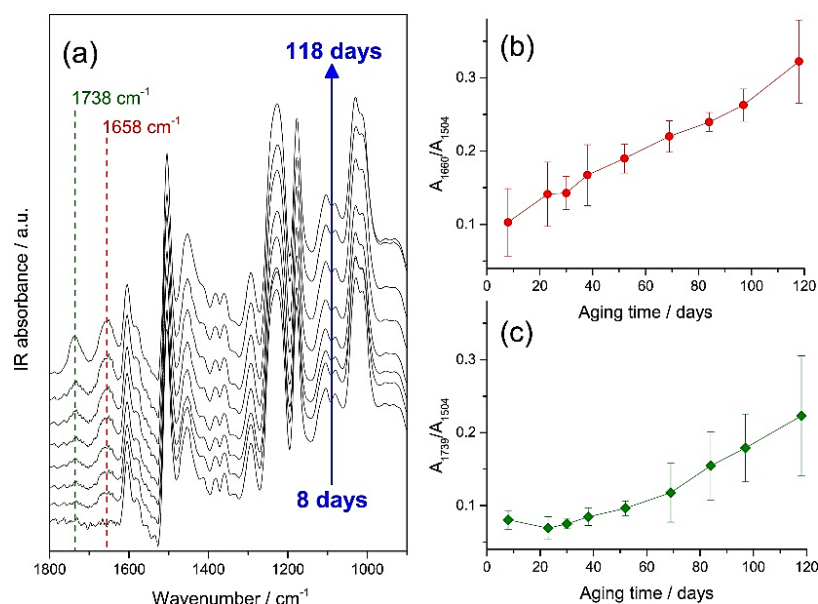 (a)
118 days
1738 cm⁻¹
1658 cm⁻¹
8 days
IR absorbance / a.u.
1800 1600 1400 1200 1000
Wavenumber / cm⁻¹
(b)
A₁₆₆₀/A₁₅₀₄
0.3
0.2
0.1
0 20 40 60 80 100 120
Aging time / days
(c)
A₁₇₃₉/A₁₅₀₄
0.3
0.2
0.1
0 20 40 60 80 100 120
Aging time / days